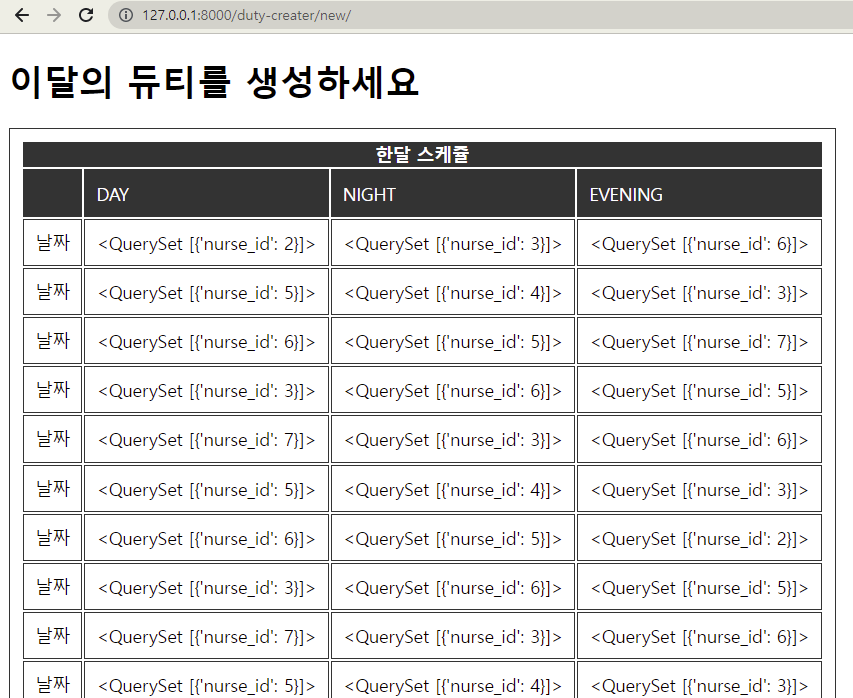 127.0.0.1:8000/duty-creater/new/
이달의 듀티를 생성하세요
한달 스케쥴
DAY NIGHT EVENING
날짜 <QuerySet [{'nurse_id': 2}]> <QuerySet [{'nurse_id': 3}]> <QuerySet [{'nurse_id': 6}]>
날짜 <QuerySet [{'nurse_id': 5}]> <QuerySet [{'nurse_id': 4}]> <QuerySet [{'nurse_id': 3}]>
날짜 <QuerySet [{'nurse_id': 6}]> <QuerySet [{'nurse_id': 5}]> <QuerySet [{'nurse_id': 7}]>
날짜 <QuerySet [{'nurse_id': 3}]> <QuerySet [{'nurse_id': 6}]> <QuerySet [{'nurse_id': 5}]>
날짜 <QuerySet [{'nurse_id': 7}]> <QuerySet [{'nurse_id': 3}]> <QuerySet [{'nurse_id': 6}]>
날짜 <QuerySet [{'nurse_id': 5}]> <QuerySet [{'nurse_id': 4}]> <QuerySet [{'nurse_id': 3}]>
날짜 <QuerySet [{'nurse_id': 6}]> <QuerySet [{'nurse_id': 5}]> <QuerySet [{'nurse_id': 2}]>
날짜 <QuerySet [{'nurse_id': 3}]> <QuerySet [{'nurse_id': 6}]> <QuerySet [{'nurse_id': 5}]>
날짜 <QuerySet [{'nurse_id': 7}]> <QuerySet [{'nurse_id': 3}]> <QuerySet [{'nurse_id': 6}]>
날짜 <QuerySet [{'nurse_id': 5}]> <QuerySet [{'nurse_id': 4}]> <QuerySet [{'nurse_id': 3}]>